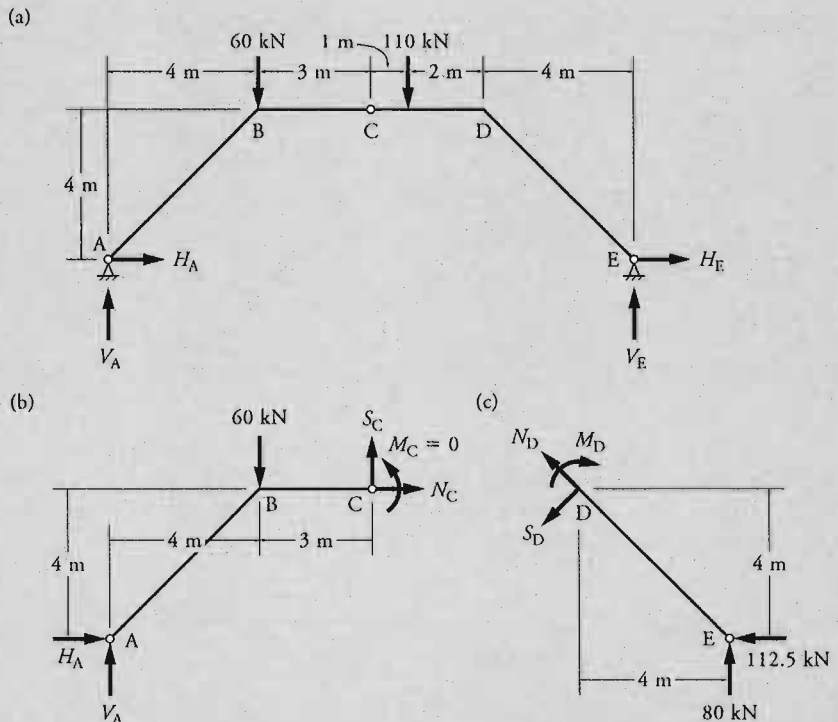 (a)
60 kN 1 m 110 kN
4 m 3 m 2 m 4 m
B C D
4 m
A H_A E H_E
V_A V_E
(b)
60 kN
S_C
M_C = 0
B C N_C
4 m 3 m
4 m
A
H_A
V_A
(c)
N_D M_D
D
S_D
4 m
E
112.5 kN
4 m
80 kN